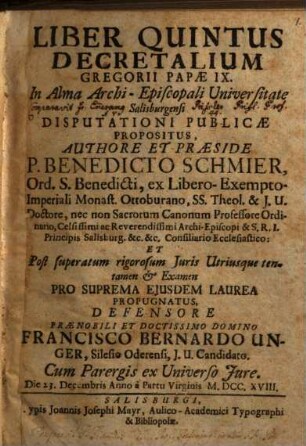 LIBER QUINTUS
DECRETALIUM
GREGORII PAPÆ IX.
In Alma Archi-Episcopali Universitate
Salisburgensi
DISPUTATIONI PUBLICÆ
PROPOSITUS,
AUTHORE ET PRÆSIDE
P. BENEDICTO SCHMIER,
Ord. S. Benedicti, ex Libero-Exempto-
Imperiali Monast. Ottoburano, SS. Theol. & J. U.
Doctore, nec non Sacrorum Canonum Professore Ordi-
nario, Celsissimi ac Reverendissimi Archi-Episcopi & S. R. I.
Principis Salisburg. &c. &c. Consiliario Ecclesiastico:
ET
Post superatum rigorosum Juris Utriusque ten-
tamen & Examen
PRO SUPREMA EJUSDEM LAUREA
PROPUGNATUS,
DEFENSORE
PRÆNOBILI ET DOCTISSIMO DOMINO
FRANCISCO BERNARDO UN-
GER, Silesio Oderensi, J. U. Candidato.
Cum Parergis ex Universo Jure.
Die 23. Decembris Anno à Partu Virginis M. DCC. XVIII.
SALISBURGI,
ypis Joannis Josephi Mayr, Aulico-Academici Typographi
& Bibliopolæ.